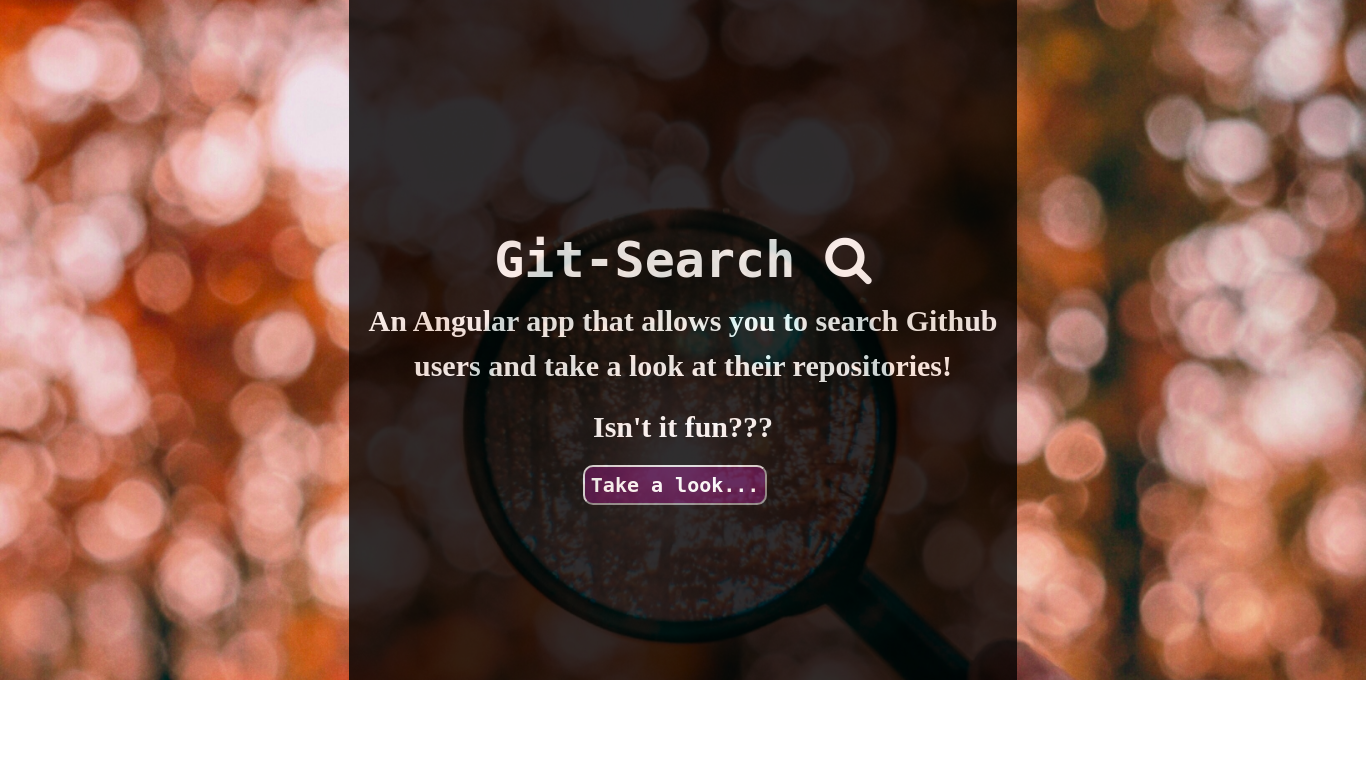 Git-Search
An Angular app that allows you to search Github
users and take a look at their repositories!
Isn't it fun???
Take a look...